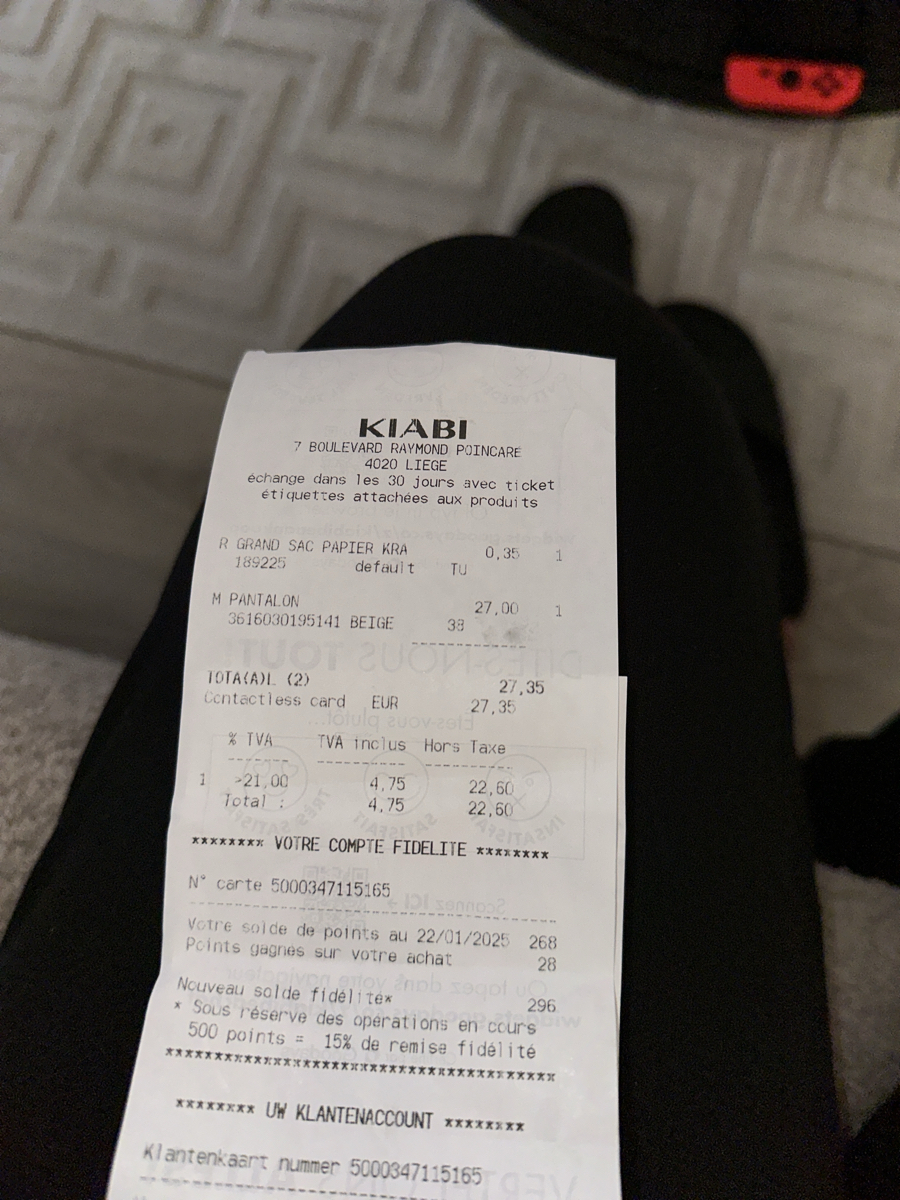 KIABI
7 BOULEVARD RAYMOND POINCARE
4020 LIEGE
échange dans les 30 jours avec ticket
étiquettes attachées aux produits
R GRAND SAC PAPIER KRA 0,35 1
189225 default TU
M PANTALON 27,00 1
3616030195141 BEIGE 38
TOTA(A)L (2) 27,35
Contactless card EUR 27,35
% TVA TVA inclus Hors Taxe
1 >21,00 4,75 22,60
Total : 4,75 22,60
******** VOTRE COMPTE FIDELITE ********
N° carte 5000347115165
Votre solde de points au 22/01/2025 268
Points gagnes sur votre achat 28
Nouveau solde fidélité* 296
* Sous réserve des opérations en cours
500 points = 15% de remise fidélité
******************************************
******** UW KLANTENACCOUNT ********
Klantenkaart nummer 5000347115165